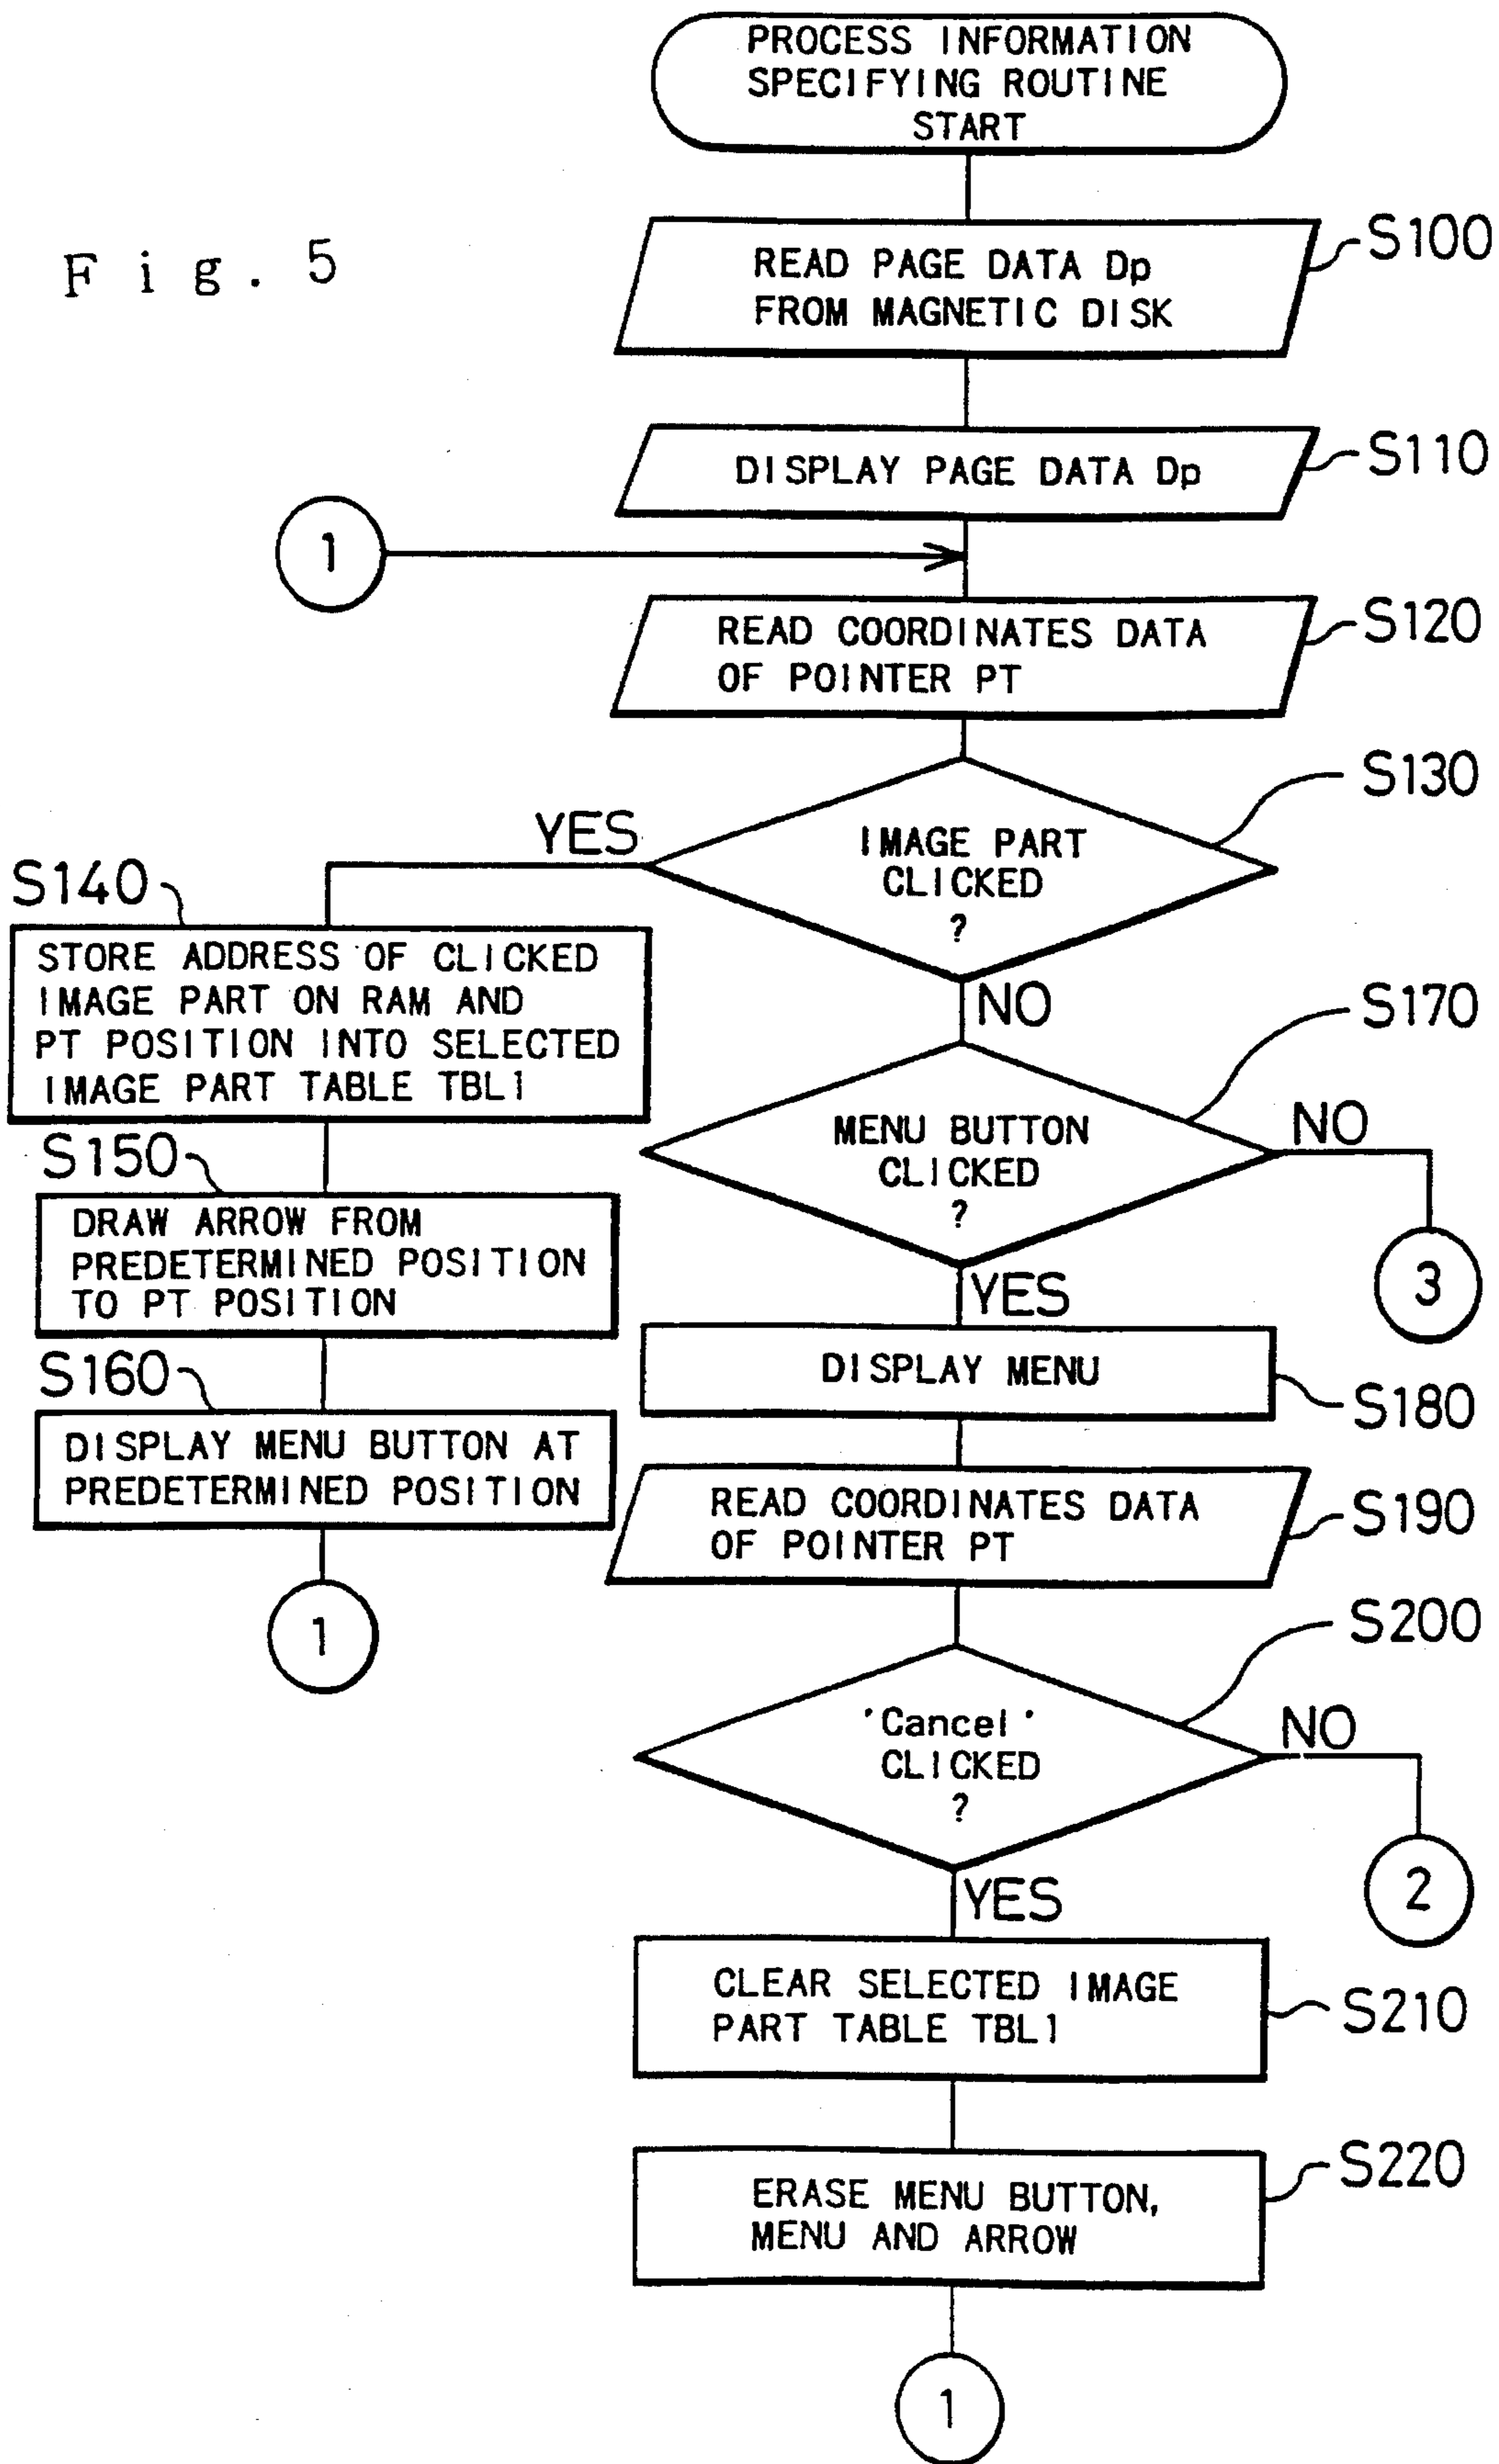 PROCESS INFORMATION
SPECIFYING ROUTINE
START
Fig. 5
READ PAGE DATA Dp
FROM MAGNETIC DISK
S100
DISPLAY PAGE DATA Dp
S110
1
READ COORDINATES DATA
OF POINTER PT
S120
IMAGE PART
CLICKED
?
S130
YES
NO
S140
STORE ADDRESS OF CLICKED
IMAGE PART ON RAM AND
PT POSITION INTO SELECTED
IMAGE PART TABLE TBL1
S150
DRAW ARROW FROM
PREDETERMINED POSITION
TO PT POSITION
S160
DISPLAY MENU BUTTON AT
PREDETERMINED POSITION
1
MENU BUTTON
CLICKED
?
S170
NO
3
YES
DISPLAY MENU
S180
READ COORDINATES DATA
OF POINTER PT
S190
'Cancel'
CLICKED
?
S200
NO
2
YES
CLEAR SELECTED IMAGE
PART TABLE TBL1
S210
ERASE MENU BUTTON,
MENU AND ARROW
S220
1